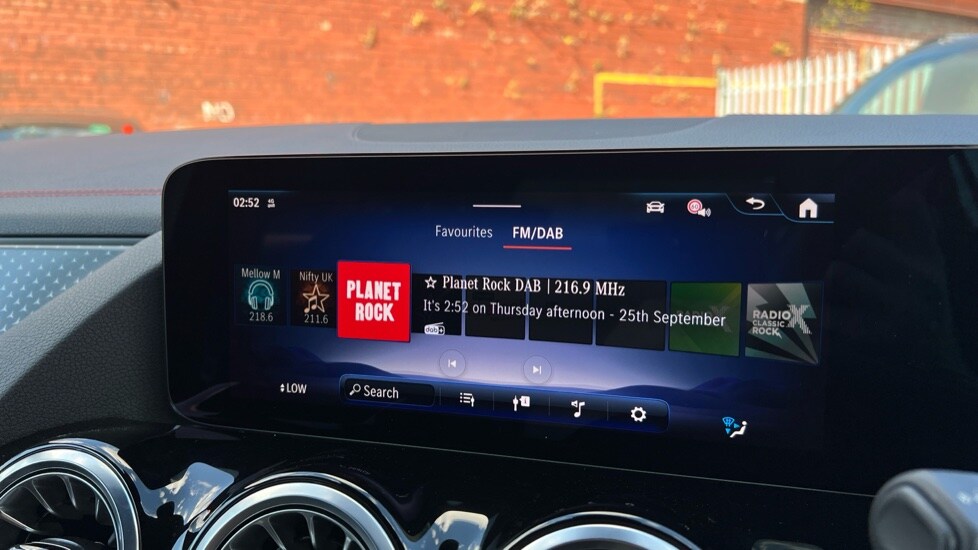 02:52
60
Favourites FM/DAB
Mellow M
218.6
Nifty UK
211.6
PLANET
ROCK
Planet Rock DAB | 216.9 MHz
It's 2:52 on Thursday afternoon - 25th September
dab+
RADIO X
CLASSIC
ROCK
LOW
Search